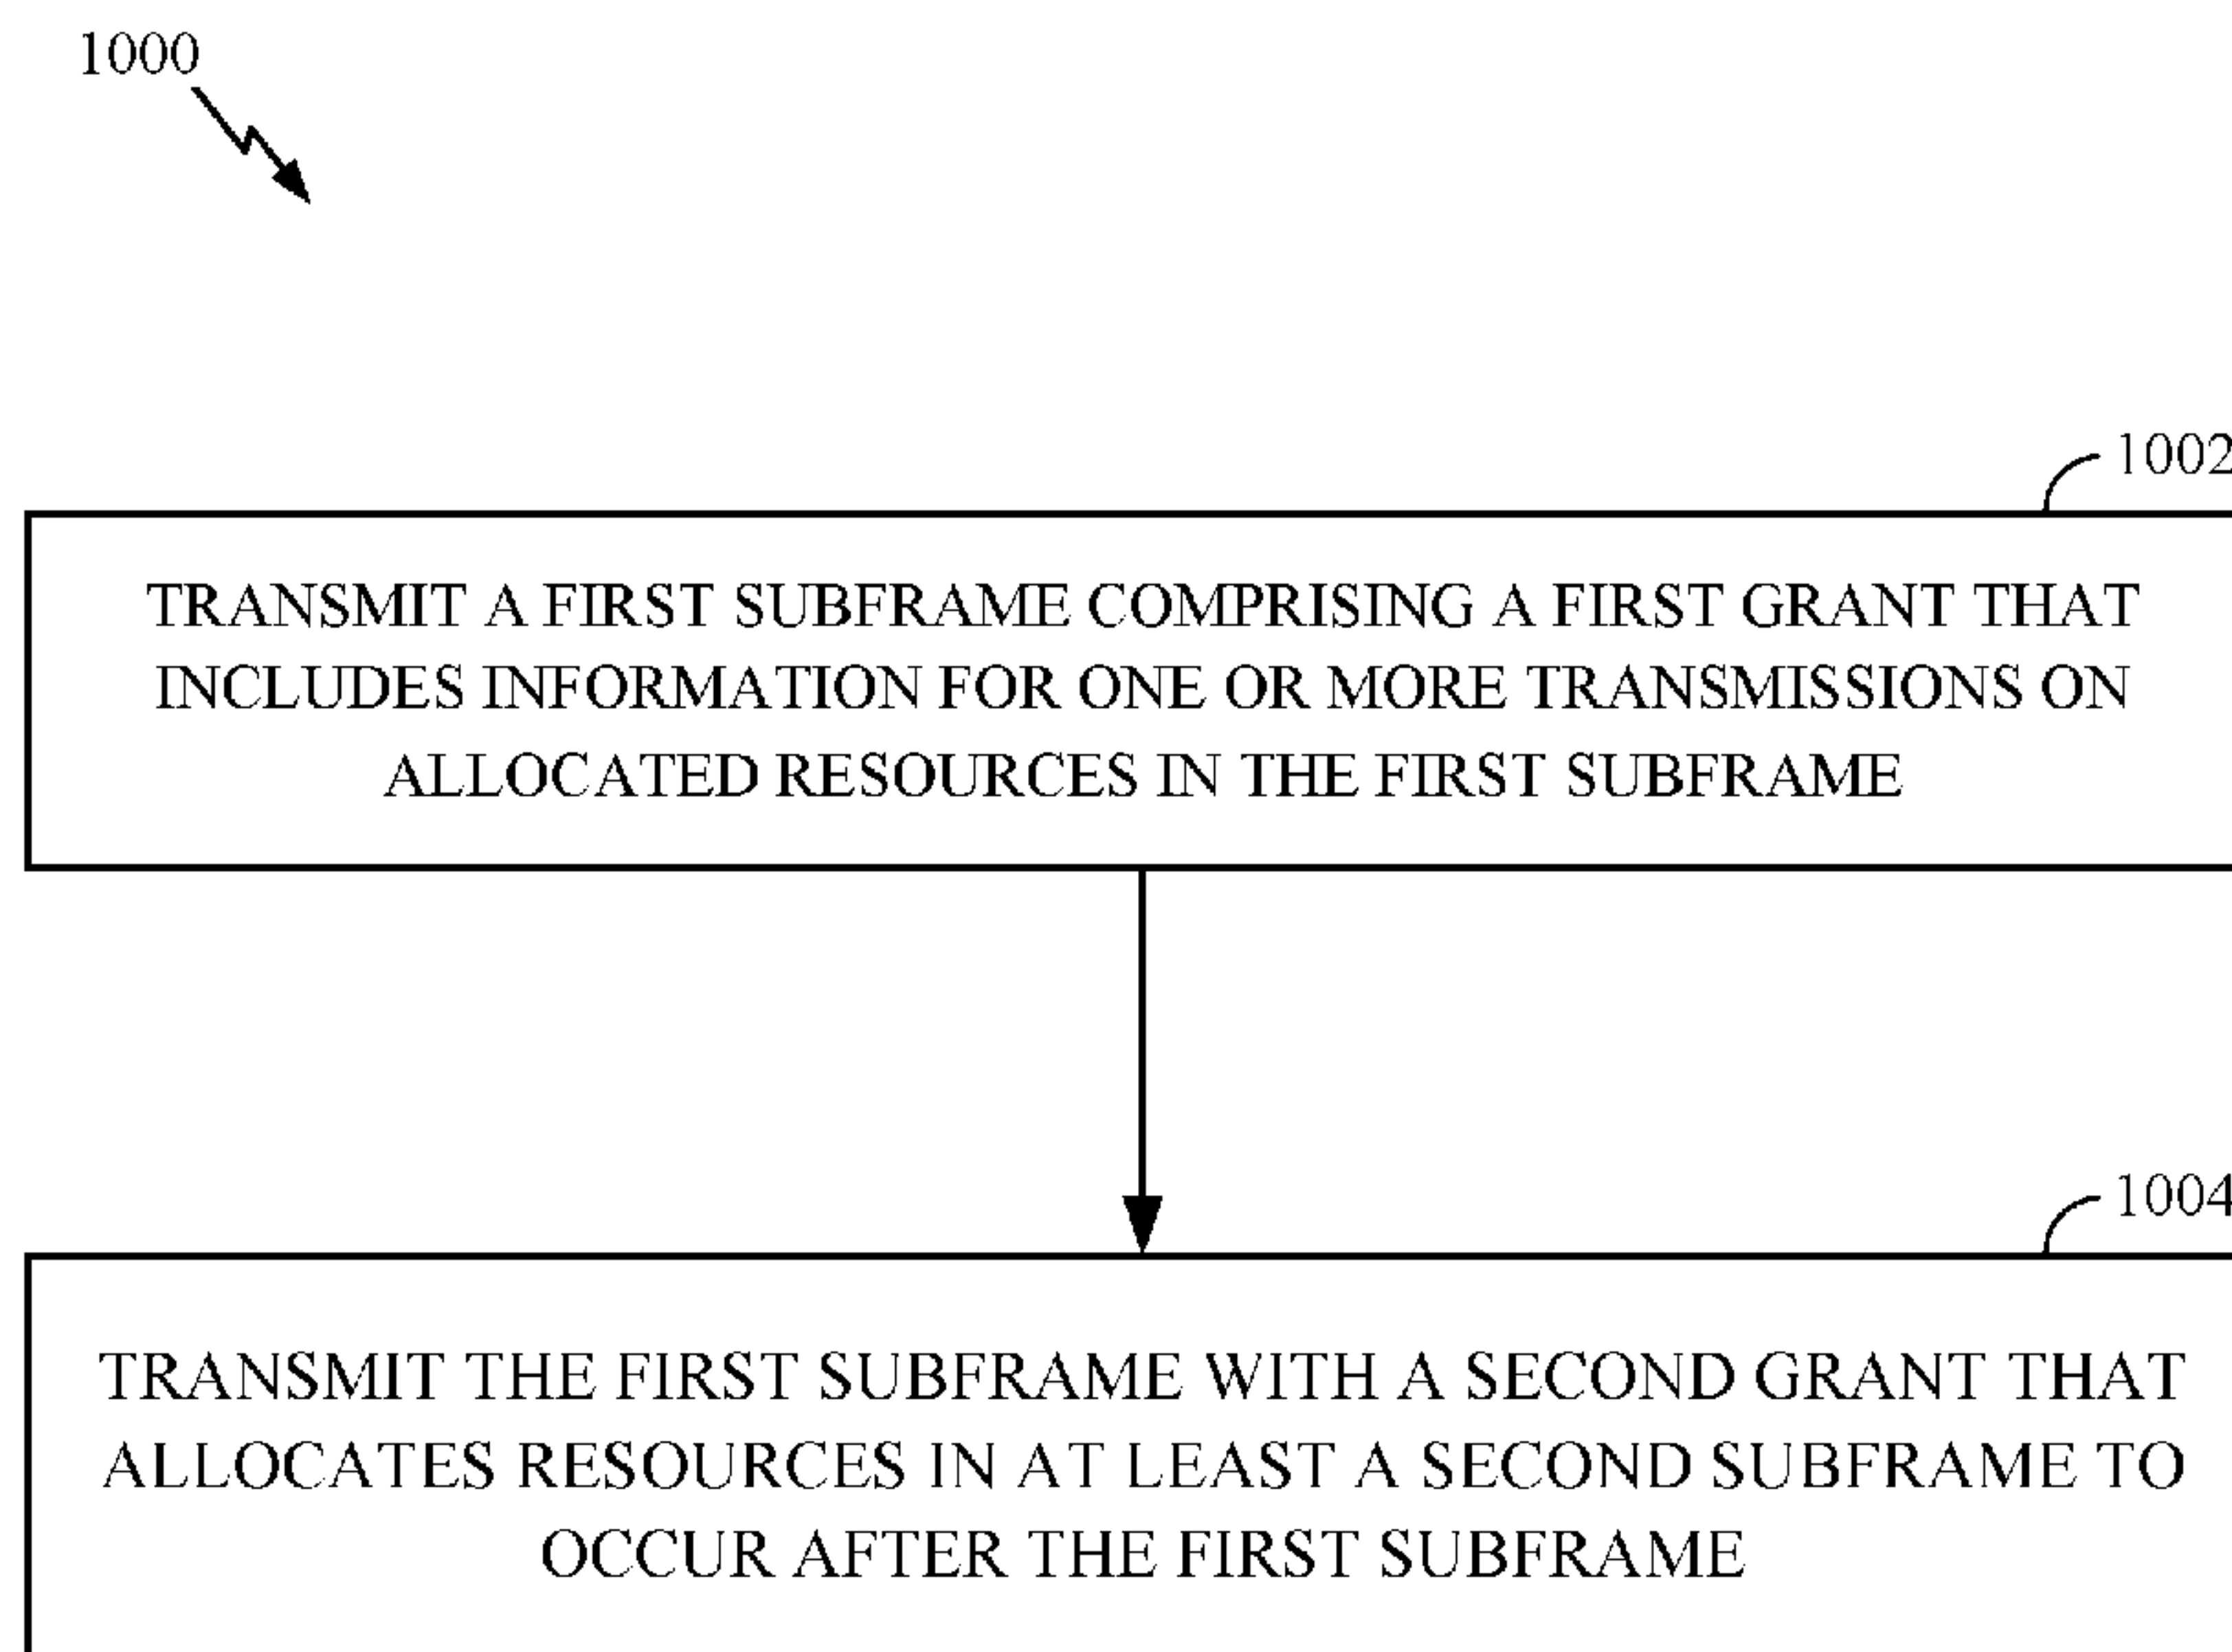 1000
1002
TRANSMIT A FIRST SUBFRAME COMPRISING A FIRST GRANT THAT
INCLUDES INFORMATION FOR ONE OR MORE TRANSMISSIONS ON
ALLOCATED RESOURCES IN THE FIRST SUBFRAME
1004
TRANSMIT THE FIRST SUBFRAME WITH A SECOND GRANT THAT
ALLOCATES RESOURCES IN AT LEAST A SECOND SUBFRAME TO
OCCUR AFTER THE FIRST SUBFRAME